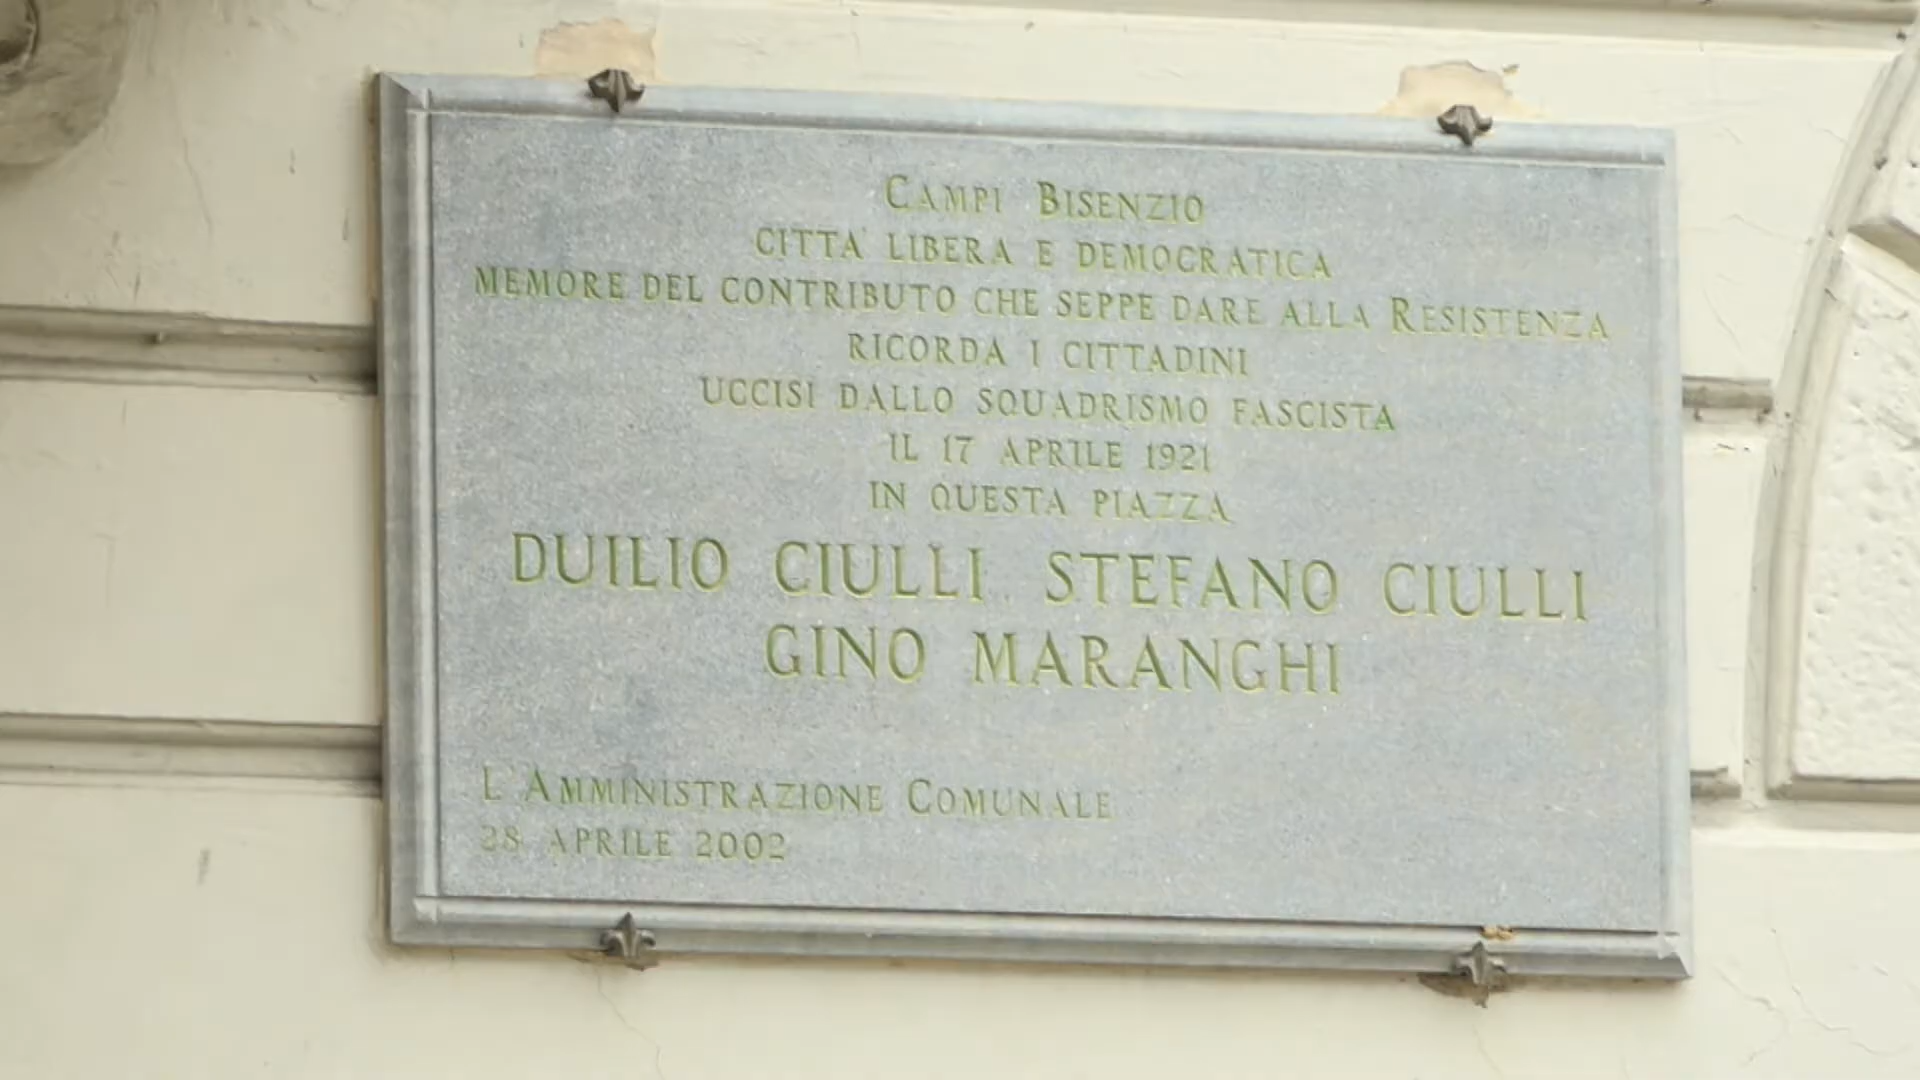 CAMPI BISENZIO
CITTA' LIBERA E DEMOCRATICA
MEMORE DEL CONTRIBUTO CHE SEPPE DARE ALLA RESISTENZA
RICORDA I CITTADINI
UCCISI DALLO SQUADRISMO FASCISTA
IL 17 APRILE 1921
IN QUESTA PIAZZA
DUILIO CIULLI STEFANO CIULLI
GINO MARANGHI
L'AMMINISTRAZIONE COMUNALE
28 APRILE 2002